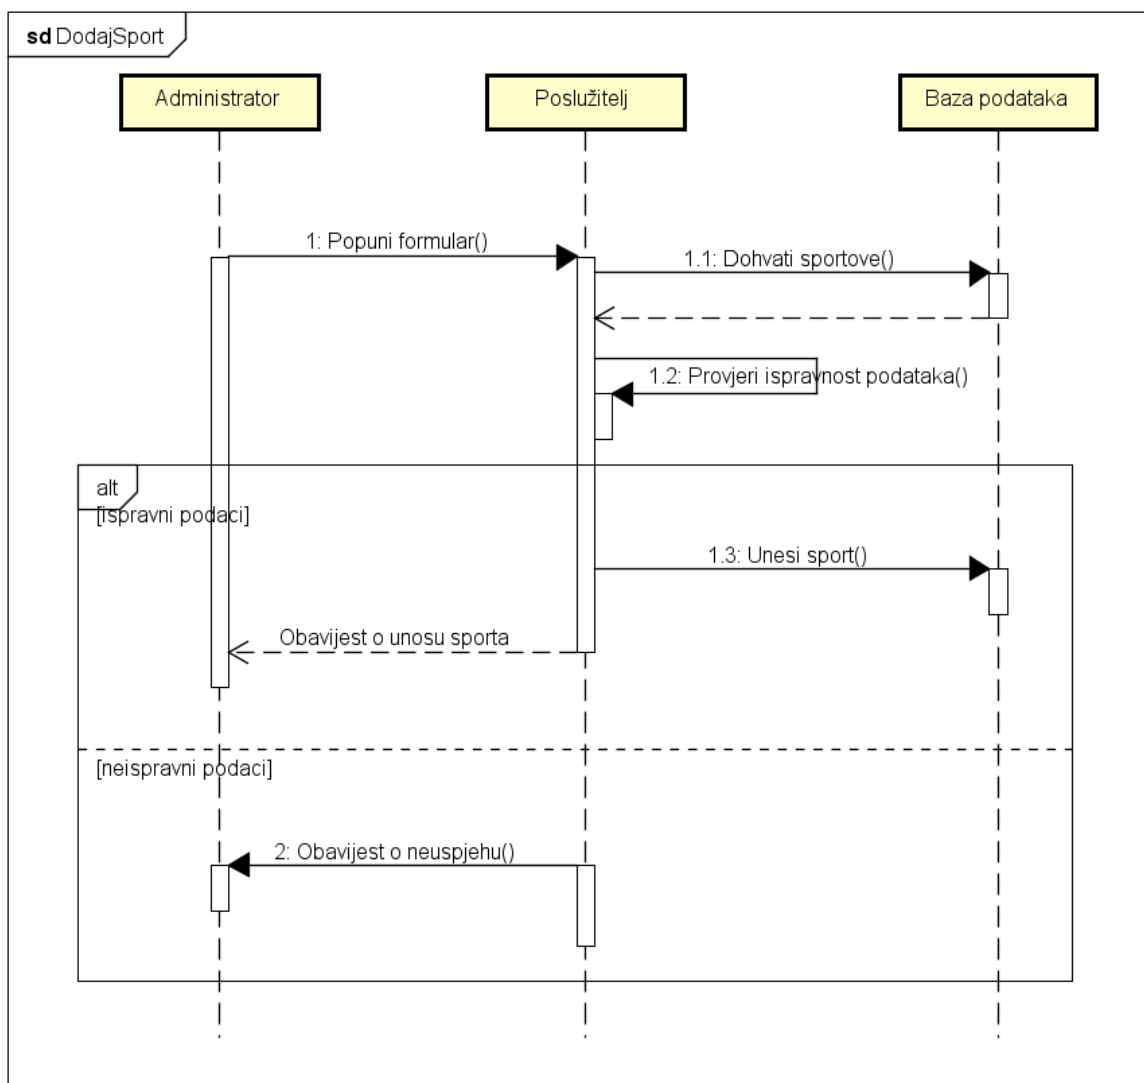 sd DodajSport
Administrator
Poslužitelj
Baza podataka
1: Popuni formular()
1.1: Dohvati sportove()
1.2: Provjeri ispravnost podataka()
alt
[ispravni podaci]
1.3: Unesi sport()
Obavijest o unosu sporta
[neispravni podaci]
2: Obavijest o neuspjehu()